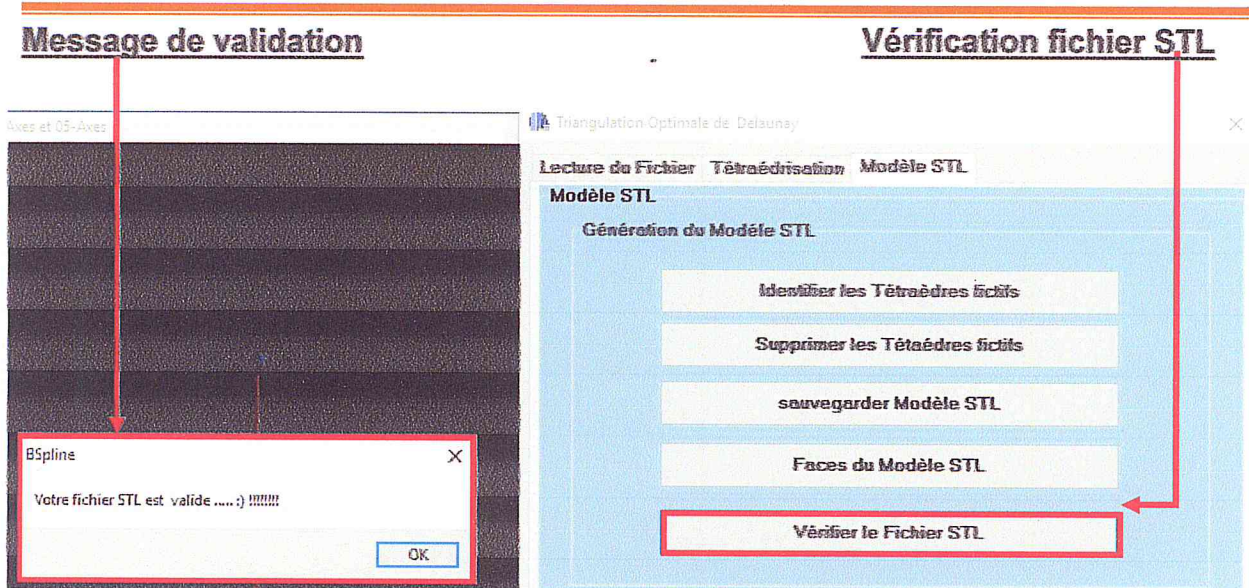 Message de validation
Vérification fichier STL
Axes et 05-Axes
Triangulation Optimale de Delaunay
Lecture du Fichier Tétraédrisation Modèle STL
Modèle STL
Génération du Modéle STL
Identifier les Tétraèdres fictifs
Supprimer les Tétaédres fictifs
sauvegarder Modèle STL
Faces du Modèle STL
Vérifier le Fichier STL
BSpline
Votre fichier STL est valide ..... :) !!!!!!!!
OK